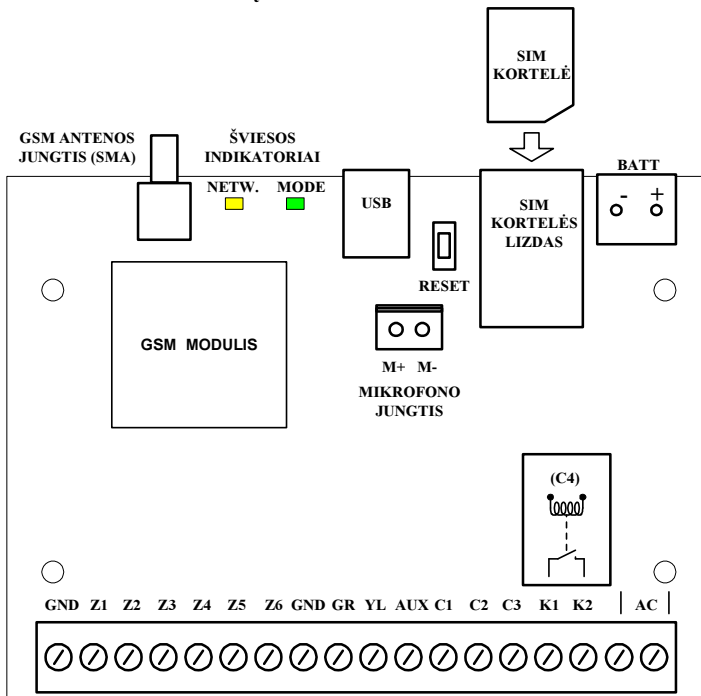 SIM
KORTELĖ
GSM ANTENOS
JUNGTIS (SMA)
ŠVIESOS
INDIKATORIAI
NETW. MODE
USB
SIM
KORTELĖS
LIZDAS
BATT
- +
RESET
GSM MODULIS
M+ M-
MIKROFONO
JUNGTIS
(C4)
GND Z1 Z2 Z3 Z4 Z5 Z6 GND GR YL AUX C1 C2 C3 K1 K2 AC